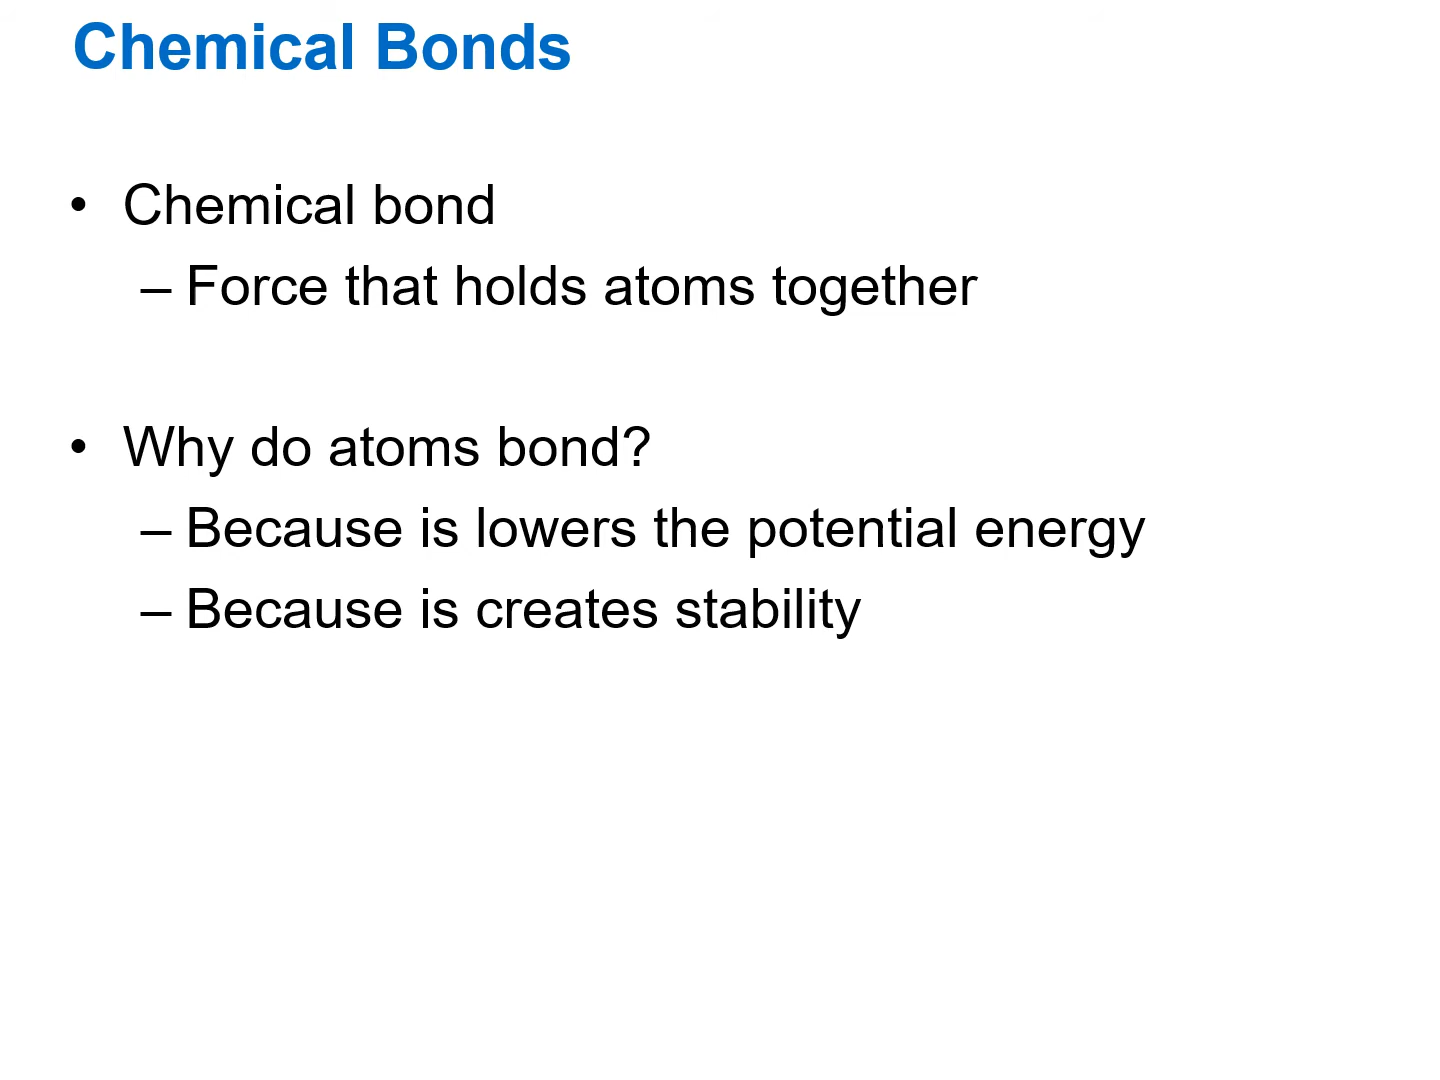 Chemical Bonds
• Chemical bond
– Force that holds atoms together
• Why do atoms bond?
– Because is lowers the potential energy
– Because is creates stability